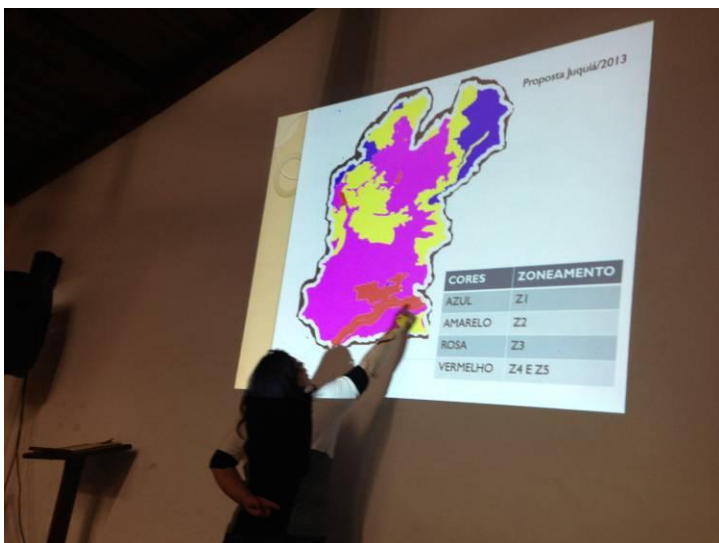 Proposta Juquiá/2013
CORES ZONEAMENTO
AZUL Z1
AMARELO Z2
ROSA Z3
VERMELHO Z4 E Z5